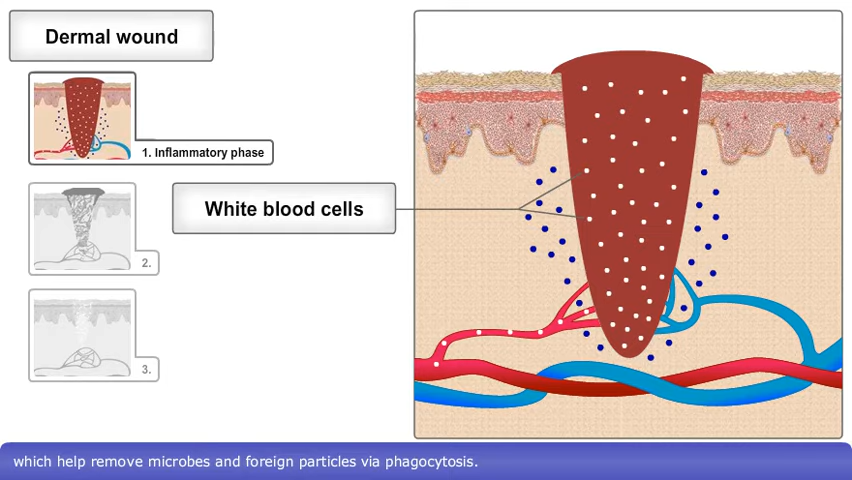 Dermal wound
1. Inflammatory phase
White blood cells
2.
3.
which help remove microbes and foreign particles via phagocytosis.